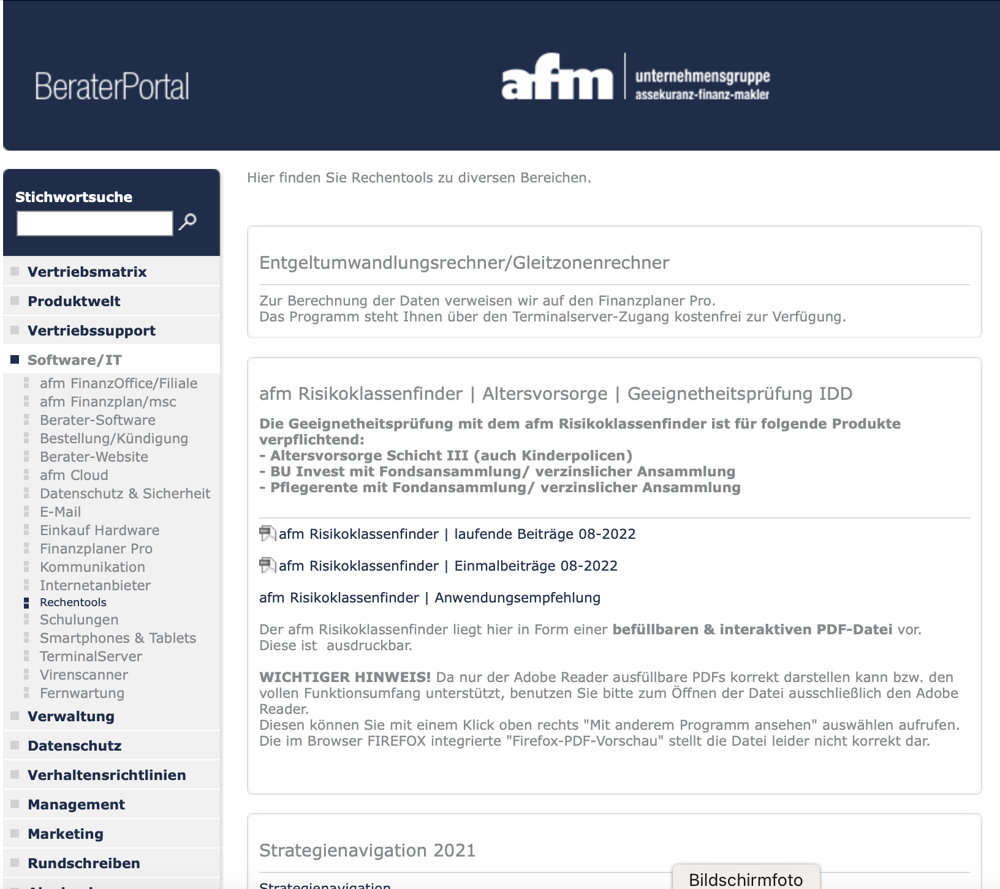 BeraterPortal
afm
unternehmensgruppe
assekuranz-finanz-makler
Stichwortsuche
Vertriebsmatrix
Produktwelt
Vertriebssupport
Software/IT
afm FinanzOffice/Filiale
afm Finanzplan/msc
Berater-Software
Bestellung/Kündigung
Berater-Website
afm Cloud
Datenschutz & Sicherheit
E-Mail
Einkauf Hardware
Finanzplaner Pro
Kommunikation
Internetanbieter
Rechentools
Schulungen
Smartphones & Tablets
TerminalServer
Virenscanner
Fernwartung
Verwaltung
Datenschutz
Verhaltensrichtlinien
Management
Marketing
Rundschreiben
Hier finden Sie Rechentools zu diversen Bereichen.
Entgeltumwandlungsrechner/Gleitzonenrechner
Zur Berechnung der Daten verweisen wir auf den Finanzplaner Pro.
Das Programm steht Ihnen über den Terminalserver-Zugang kostenfrei zur Verfügung.
afm Risikoklassenfinder | Altersvorsorge | Geeignetheitsprüfung IDD
Die Geeignetheitsprüfung mit dem afm Risikoklassenfinder ist für folgende Produkte
verpflichtend:
- Altersvorsorge Schicht III (auch Kinderpolicen)
- BU Invest mit Fondsansammlung/ verzinslicher Ansammlung
- Pflegerente mit Fondansammlung/ verzinslicher Ansammlung
afm Risikoklassenfinder | laufende Beiträge 08-2022
afm Risikoklassenfinder | Einmalbeiträge 08-2022
afm Risikoklassenfinder | Anwendungsempfehlung
Der afm Risikoklassenfinder liegt hier in Form einer befüllbaren & interaktiven PDF-Datei vor.
Diese ist ausdruckbar.
WICHTIGER HINWEIS! Da nur der Adobe Reader ausfüllbare PDFs korrekt darstellen kann bzw. den
vollen Funktionsumfang unterstützt, benutzen Sie bitte zum Öffnen der Datei ausschließlich den Adobe
Reader.
Diesen können Sie mit einem Klick oben rechts "Mit anderem Programm ansehen" auswählen aufrufen.
Die im Browser FIREFOX integrierte "Firefox-PDF-Vorschau" stellt die Datei leider nicht korrekt dar.
Strategienavigation 2021
Strategienavigation
Bildschirmfoto